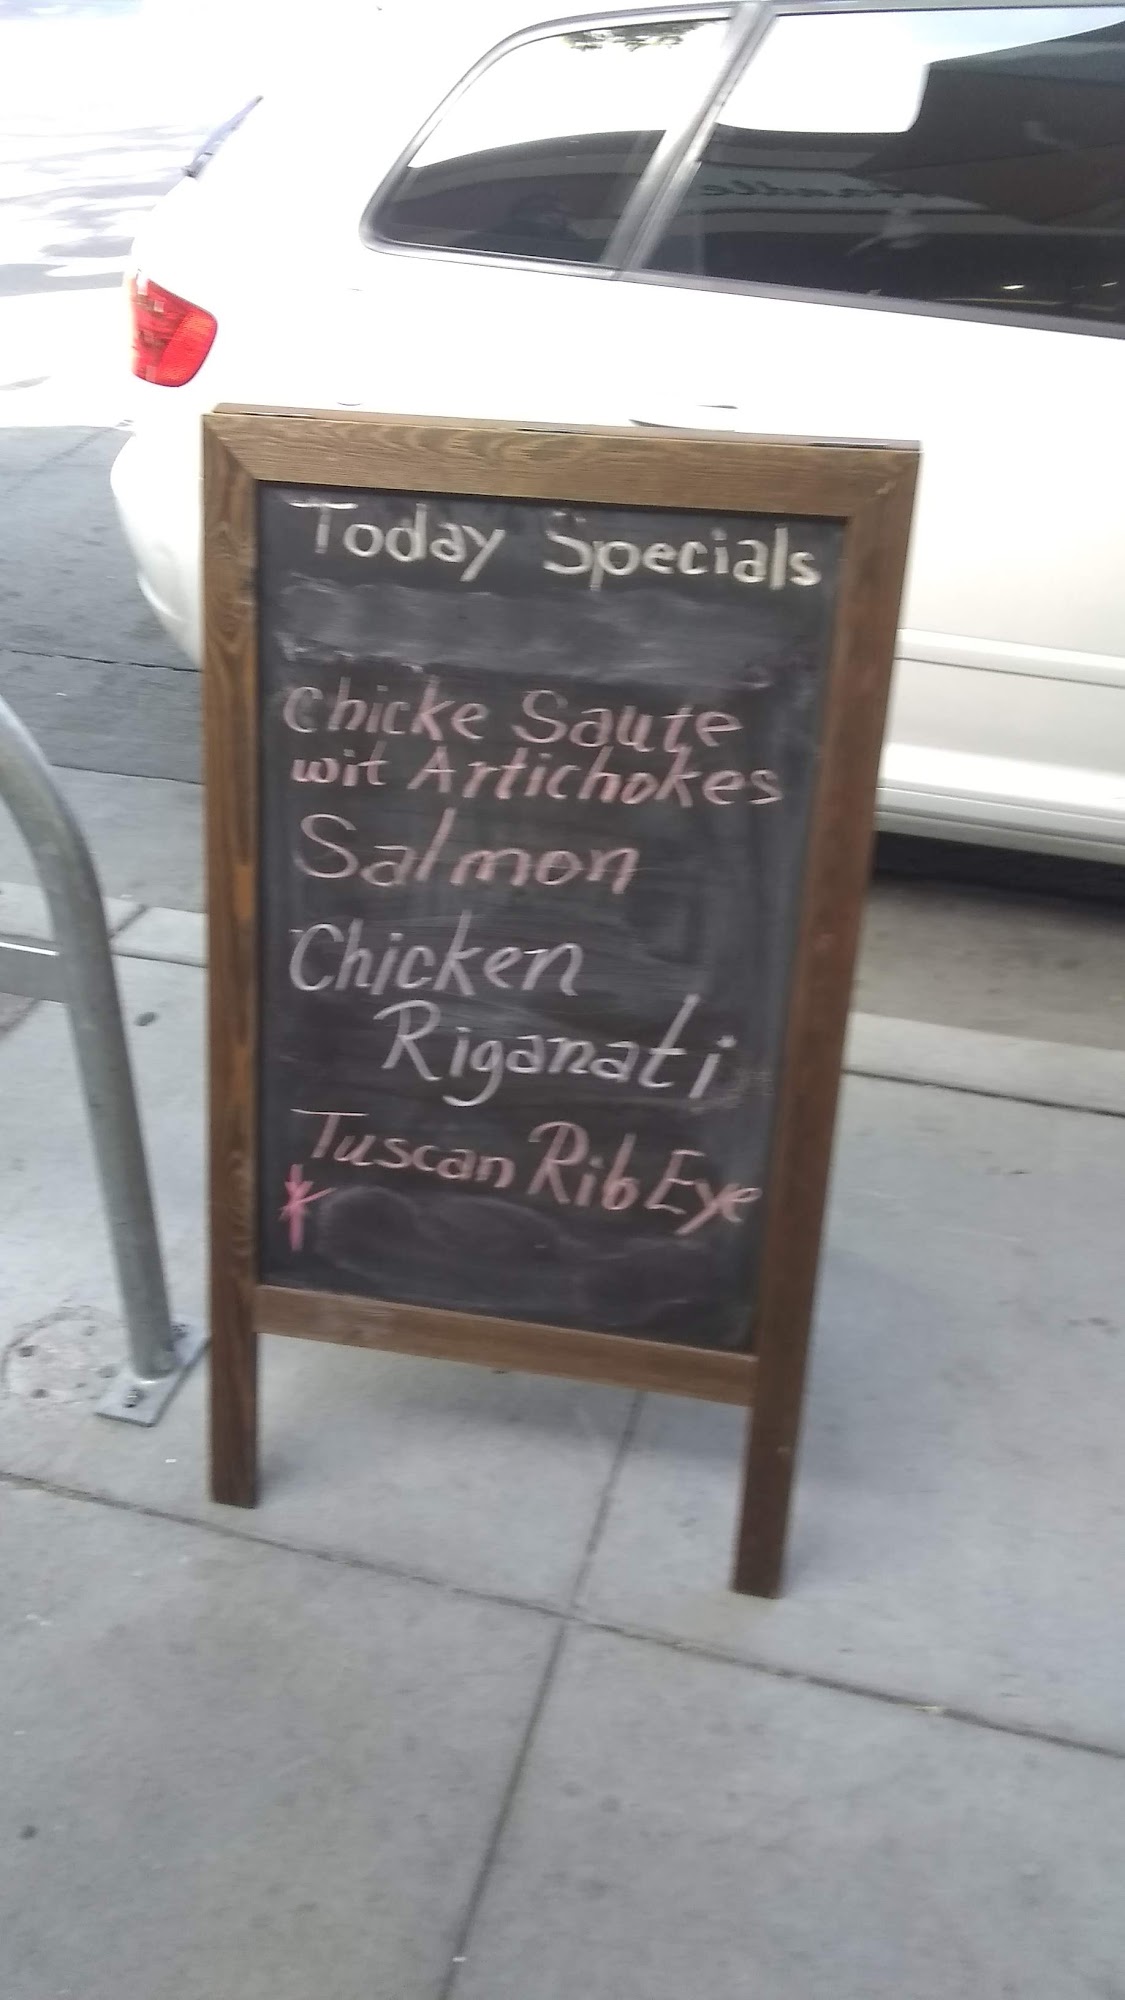 Today Specials
Chicke Saute
wit Artichokes
Salmon
Chicken
Riganati
Tuscan Rib Eye
*